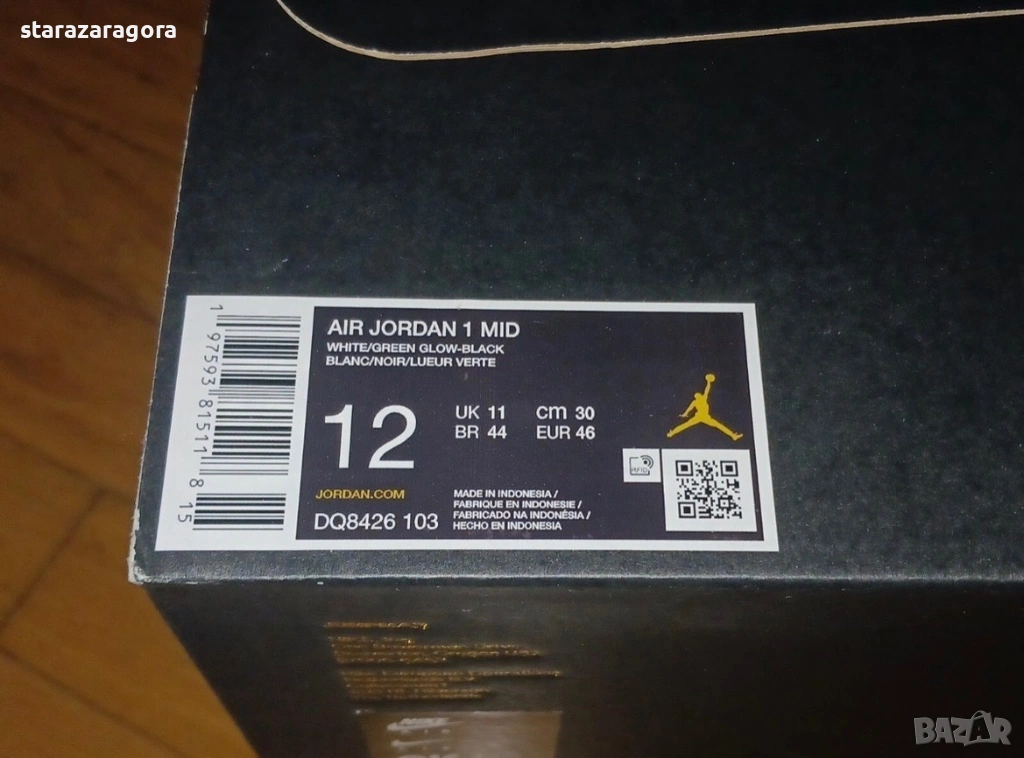 starazaragora
AIR JORDAN 1 MID
WHITE/GREEN GLOW-BLACK
BLANC/NOIR/LUEUR VERTE
12
UK 11 cm 30
BR 44 EUR 46
RFID
JORDAN.COM
DQ8426 103
MADE IN INDONESIA /
FABRIQUE EN INDONESIE /
FABRICADO NA INDONÉSIA /
HECHO EN INDONESIA
1 97593 81511 8 15
BAZAR